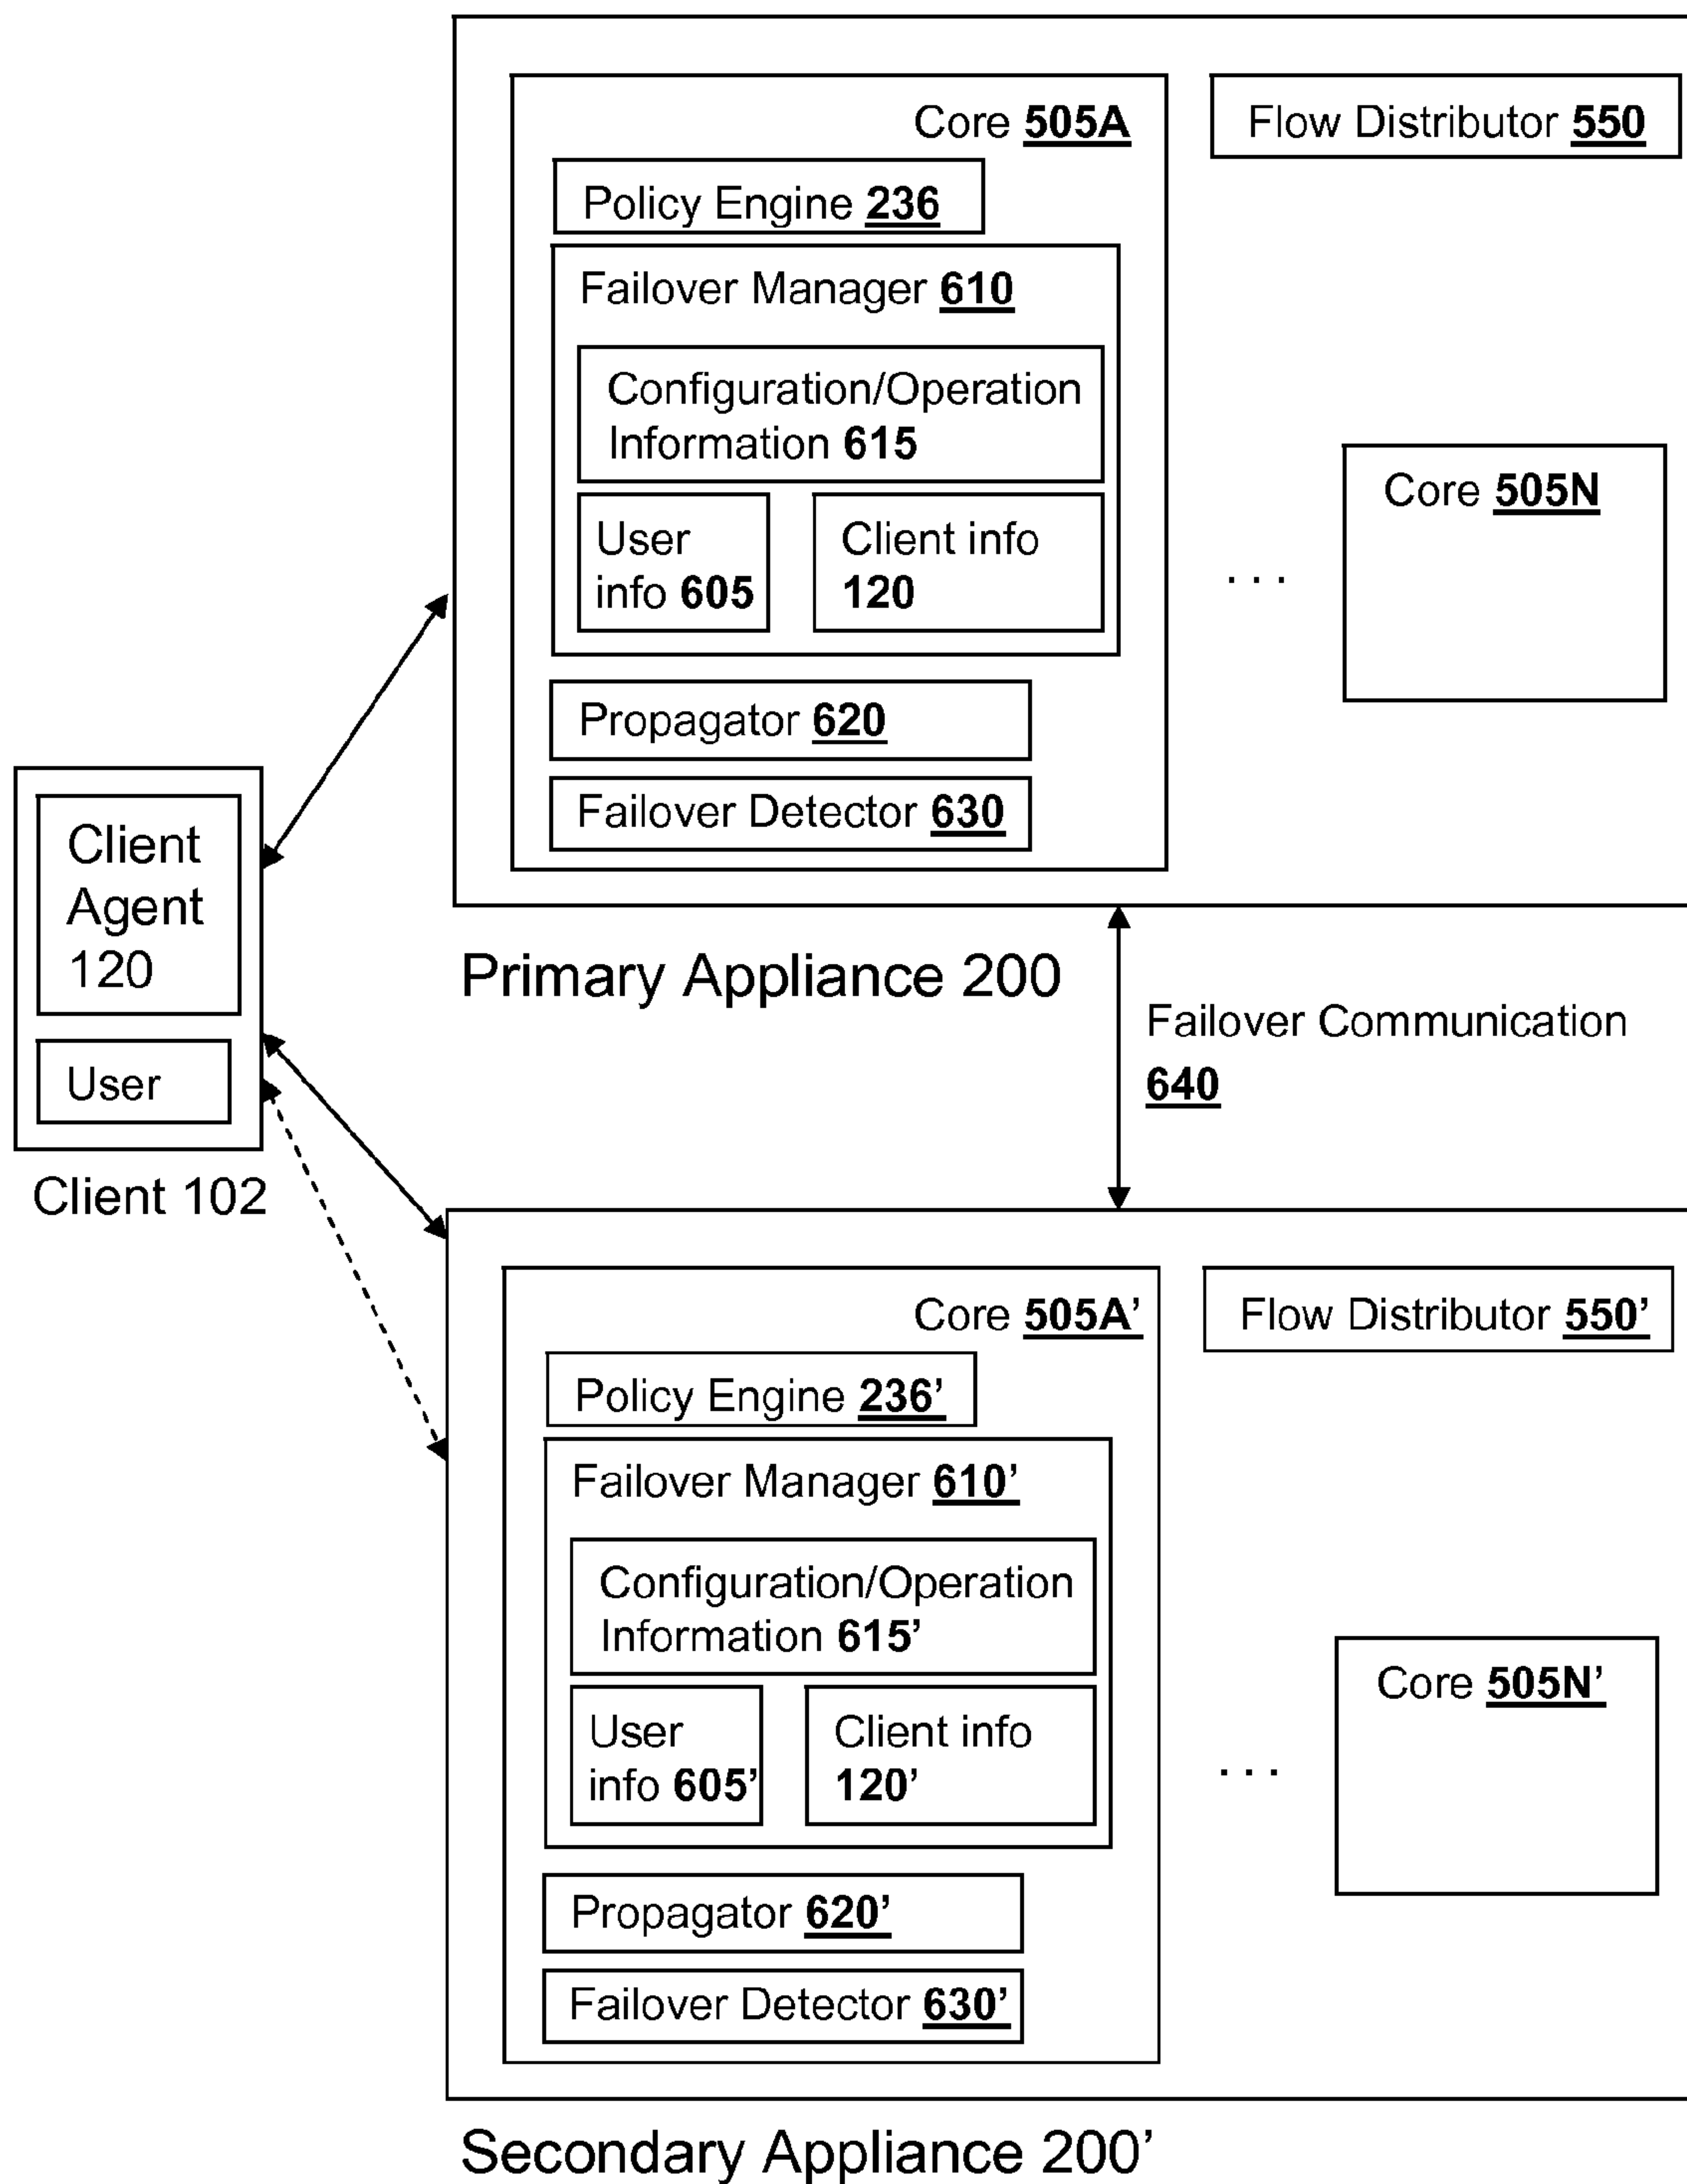 Core 505A
Flow Distributor 550
Policy Engine 236
Failover Manager 610
Configuration/Operation
Information 615
User
info 605
Client info
120
. . .
Core 505N
Propagator 620
Failover Detector 630
Primary Appliance 200
Client
Agent
120
User
Client 102
Failover Communication
640
Core 505A’
Flow Distributor 550’
Policy Engine 236’
Failover Manager 610’
Configuration/Operation
Information 615’
User
info 605’
Client info
120’
. . .
Core 505N’
Propagator 620’
Failover Detector 630’
Secondary Appliance 200’